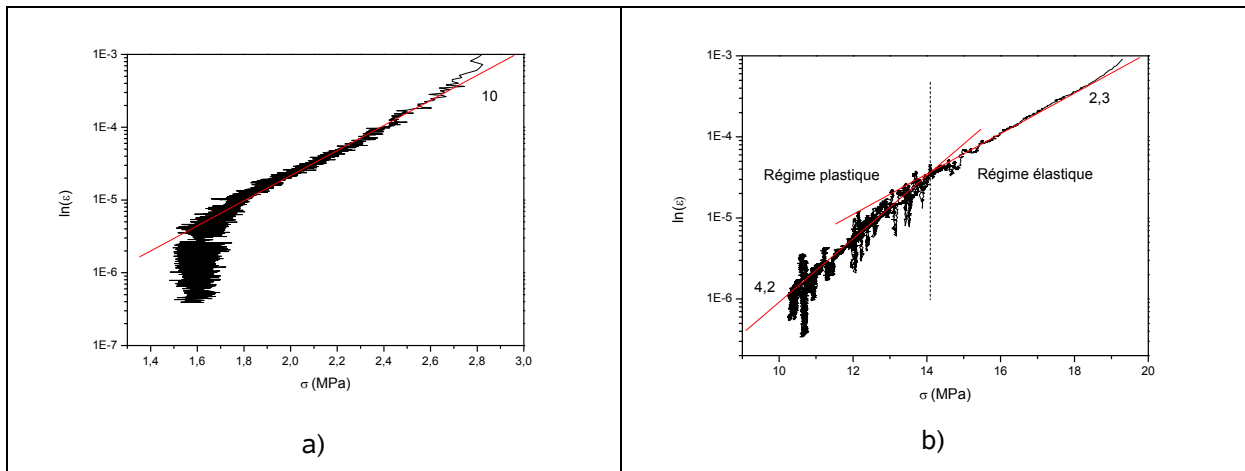 1E-3
1E-4
1E-5
1E-6
1E-7
ln(ε)
10
1,4 1,6 1,8 2,0 2,2 2,4 2,6 2,8 3,0
σ (MPa)
a)
1E-3
1E-4
1E-5
1E-6
ln(ε)
2,3
Régime plastique
Régime élastique
4,2
10 12 14 16 18 20
σ (MPa)
b)